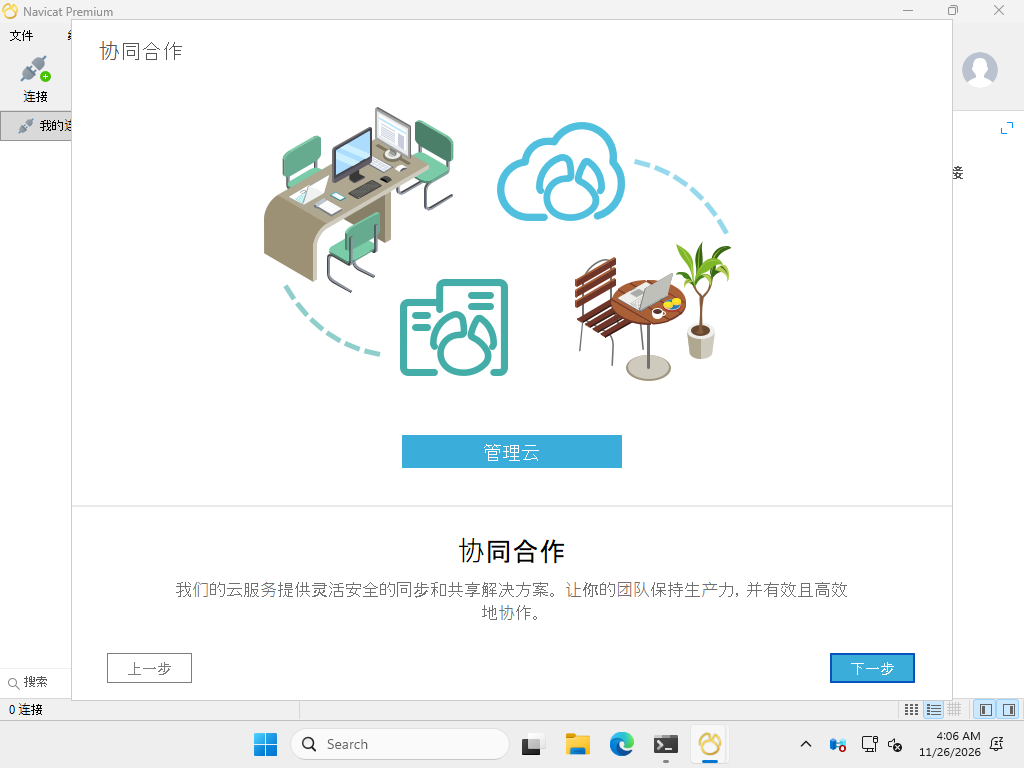 Navicat Premium
文件
连接
我的
协同合作
管理云
协同合作
我们的云服务提供灵活安全的同步和共享解决方案。让你的团队保持生产力, 并有效且高效
地协作。
上一步
下一步
接
搜索
0 连接
Search
4:06 AM
11/26/2026